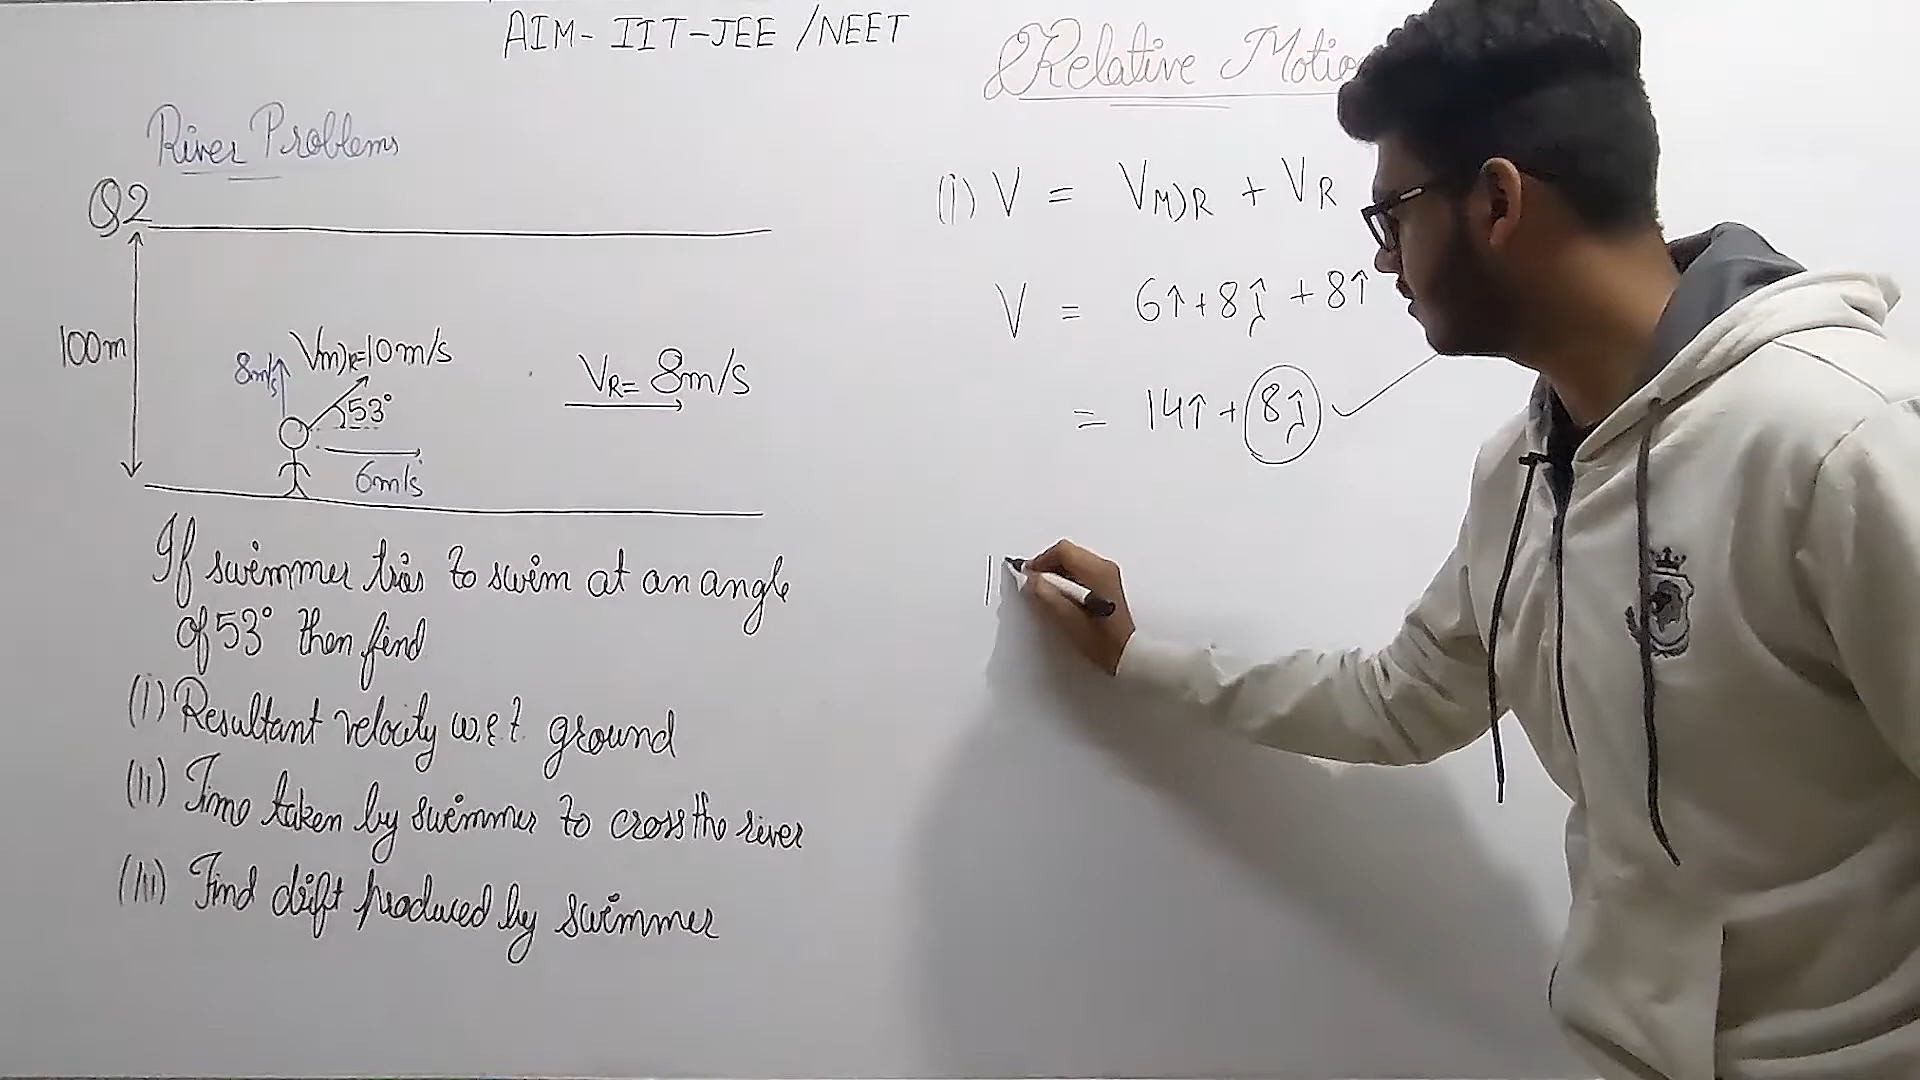 AIM- IIT-JEE /NEET
Relative Motio
River Problems
Q2
100m
8m/s
Vm)R=10m/s
53°
6m/s
VR= 8m/s
If swimmer tries to swim at an angle
of 53° then find
(i) Resultant velocity w.r.t. ground
(ii) Time taken by swimmer to cross the river
(iii) Find drift produced by swimmer
(i) V = VM)R + VR
V = 6î + 8ĵ + 8î
= 14î + 8ĵ